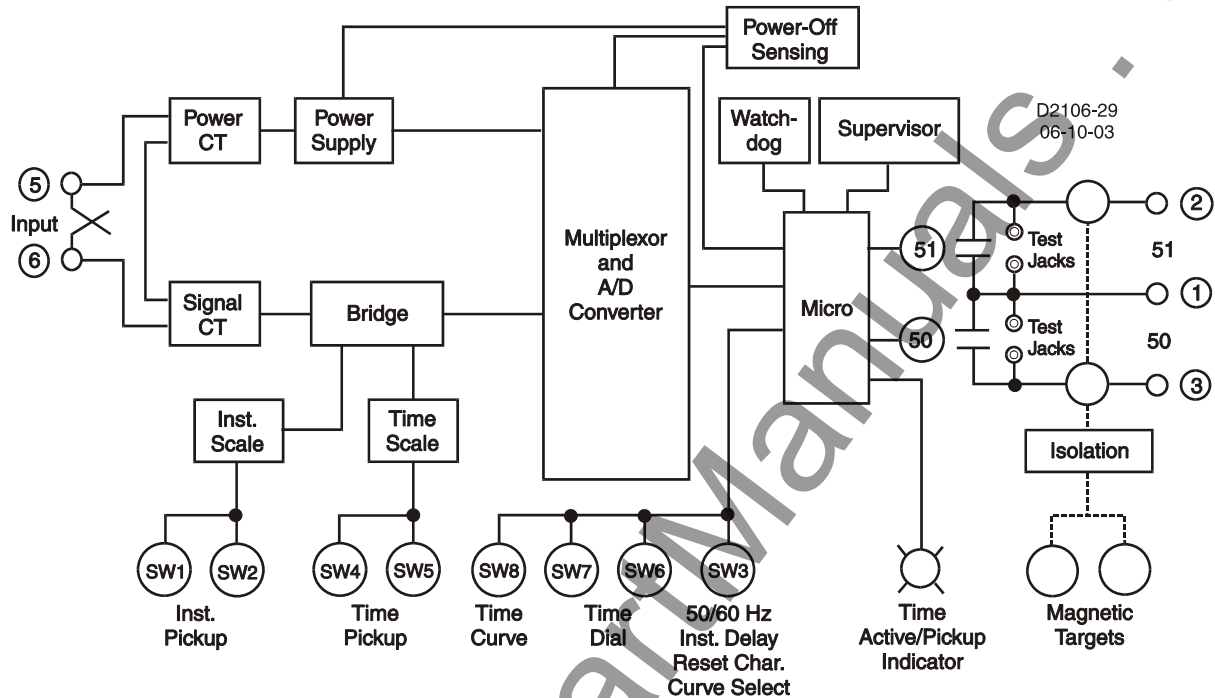 Power-Off
Sensing
Power
CT
Power
Supply
Watch-
dog
Supervisor
D2106-29
06-10-03
5
Input
6
2
51
Test
Jacks
51
1
Multiplexor
and
A/D
Converter
Signal
CT
Bridge
Micro
50
Test
Jacks
50
3
Inst.
Scale
Time
Scale
Isolation
SW1
SW2
SW4
SW5
SW8
SW7
SW6
SW3
Inst.
Pickup
Time
Pickup
Time
Curve
Time
Dial
50/60 Hz
Inst. Delay
Reset Char.
Curve Select
Time
Active/Pickup
Indicator
Magnetic
Targets
artManuals .